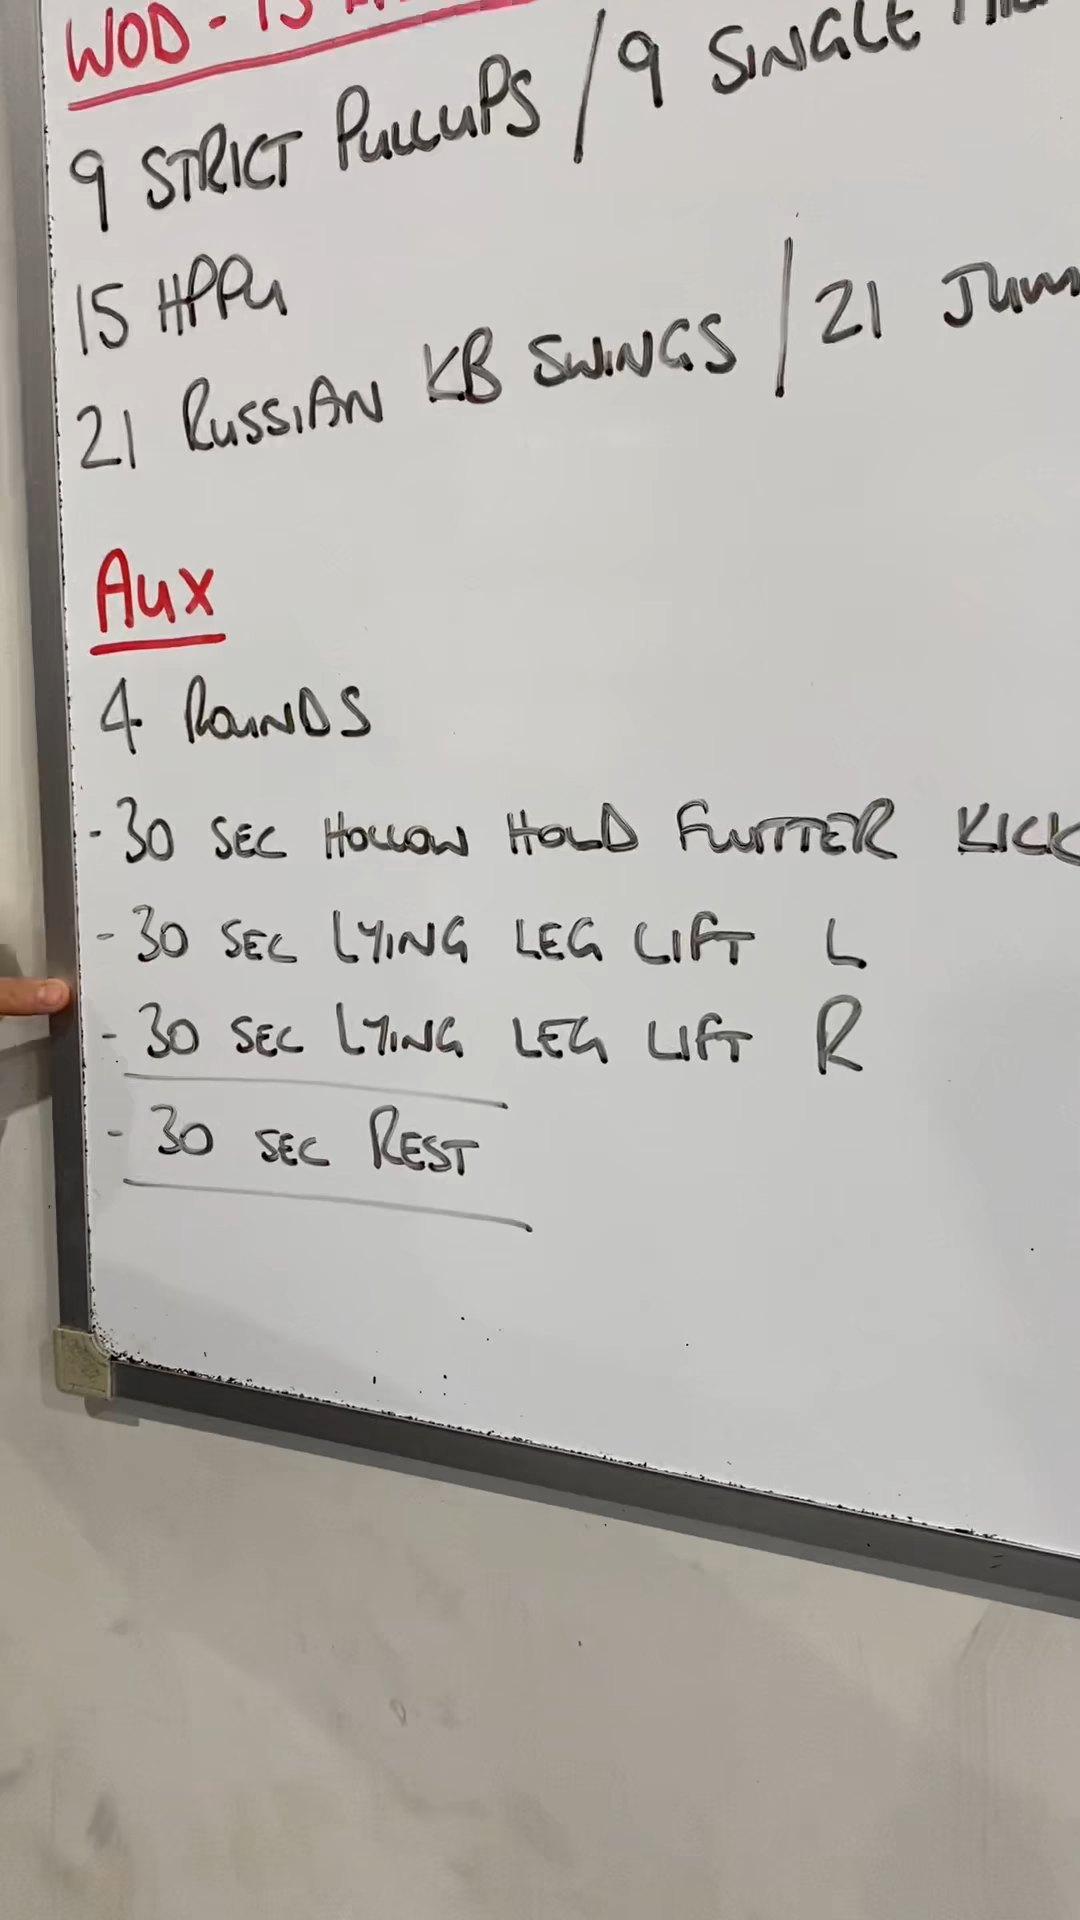 WOD - 15
9 STRICT PULLUPS / 9 SINGLE
15 HPPU
21 RUSSIAN KB SWINGS / 21
AUX
4 ROUNDS
- 30 SEC HOLLOW HOLD FLUTTER KICK
- 30 SEC LYING LEG LIFT L
- 30 SEC LYING LEG LIFT R
- 30 SEC REST